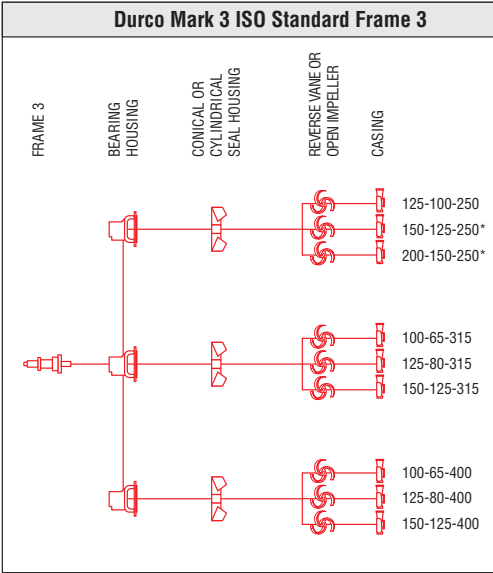 Durco Mark 3 ISO Standard Frame 3
FRAME 3
BEARING
HOUSING
CONICAL OR
CYLINDRICAL
SEAL HOUSING
REVERSE VANE OR
OPEN IMPELLER
CASING
125-100-250
150-125-250*
200-150-250*
100-65-315
125-80-315
150-125-315
100-65-400
125-80-400
150-125-400